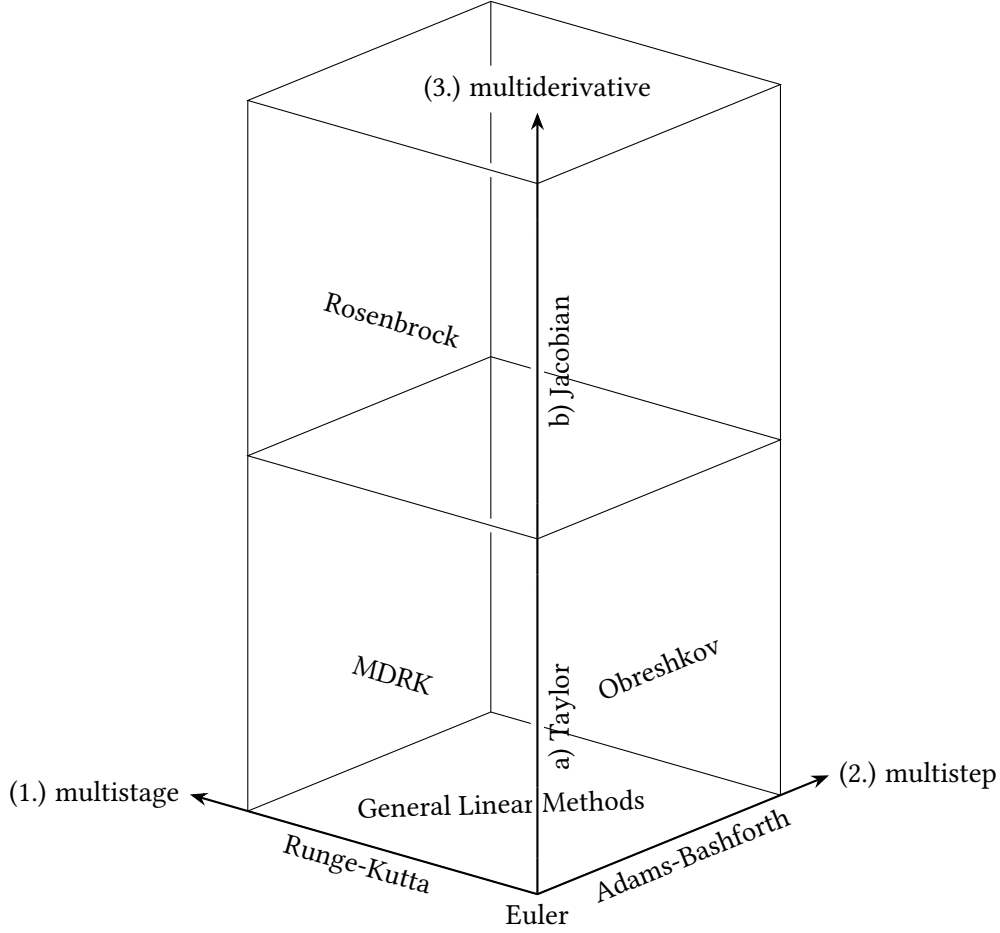 (3.) multiderivative
Rosenbrock
b) Jacobian
MDRK
a) Taylor
Obreshkov
(1.) multistage
(2.) multistep
General Linear Methods
Runge-Kutta
Adams-Bashforth
Euler